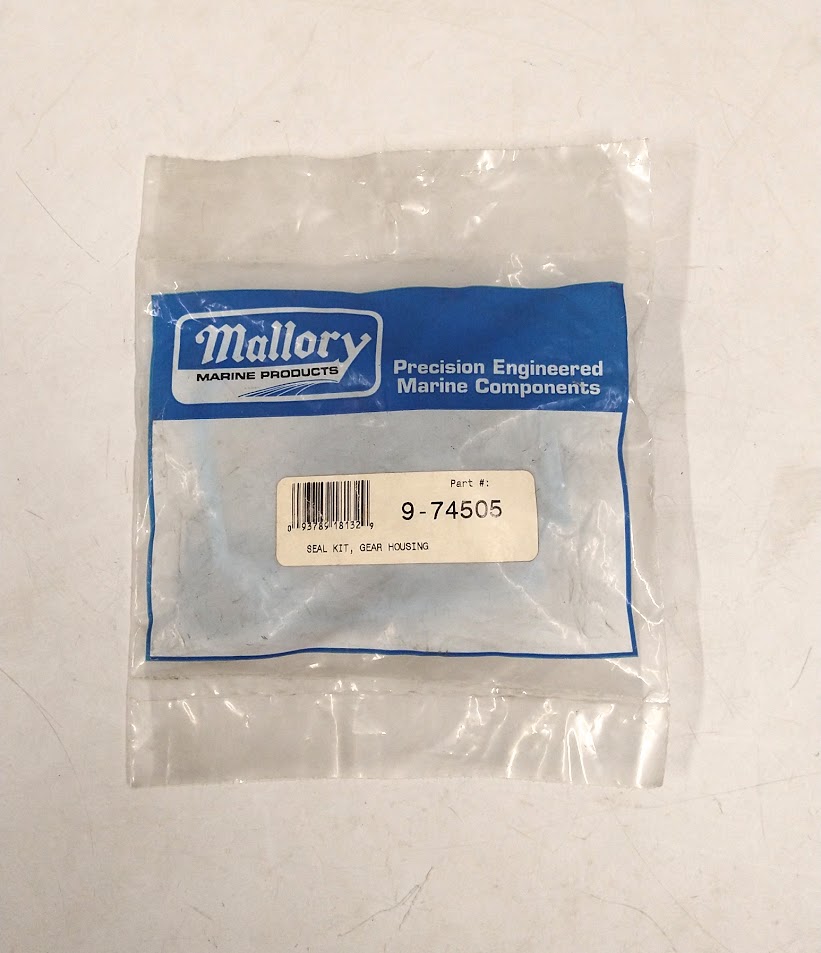 Mallory
MARINE PRODUCTS
Precision Engineered
Marine Components
Part #:
9-74505
0 93789 18132 9
SEAL KIT, GEAR HOUSING